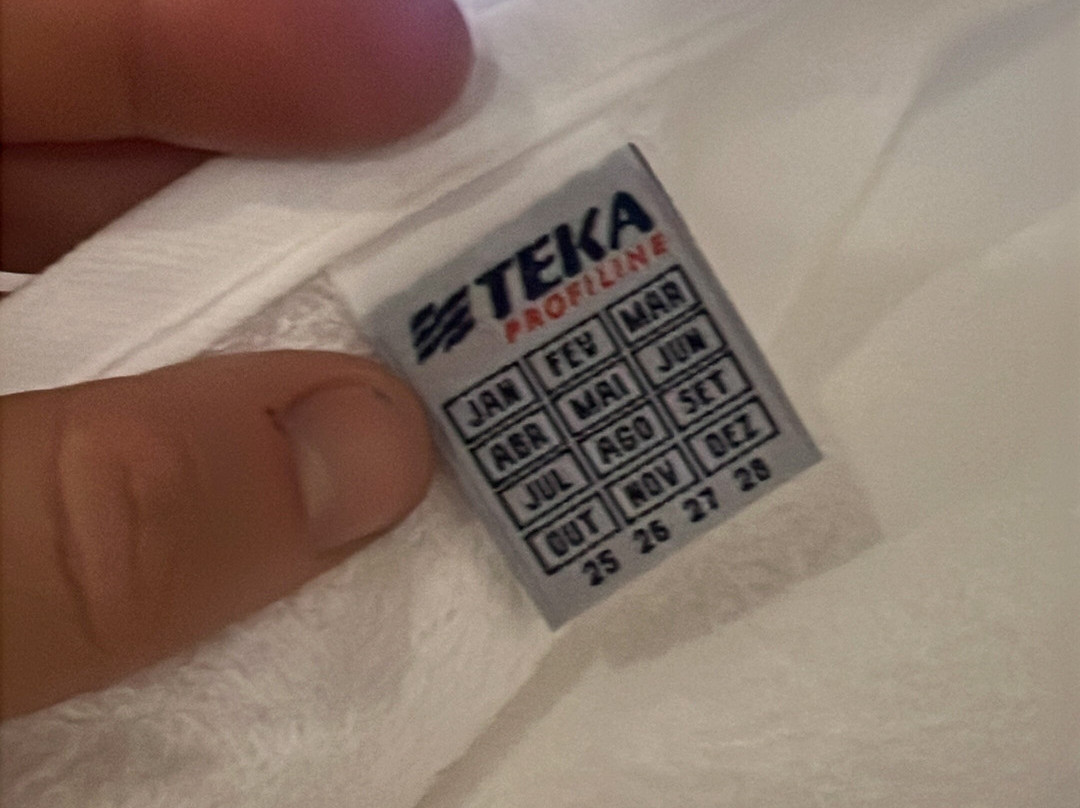 TEKA
PROFILINE
JAN FEV MAR
ABR MAI JUN
JUL AGO SET
OUT NOV DEZ
25 26 27 28